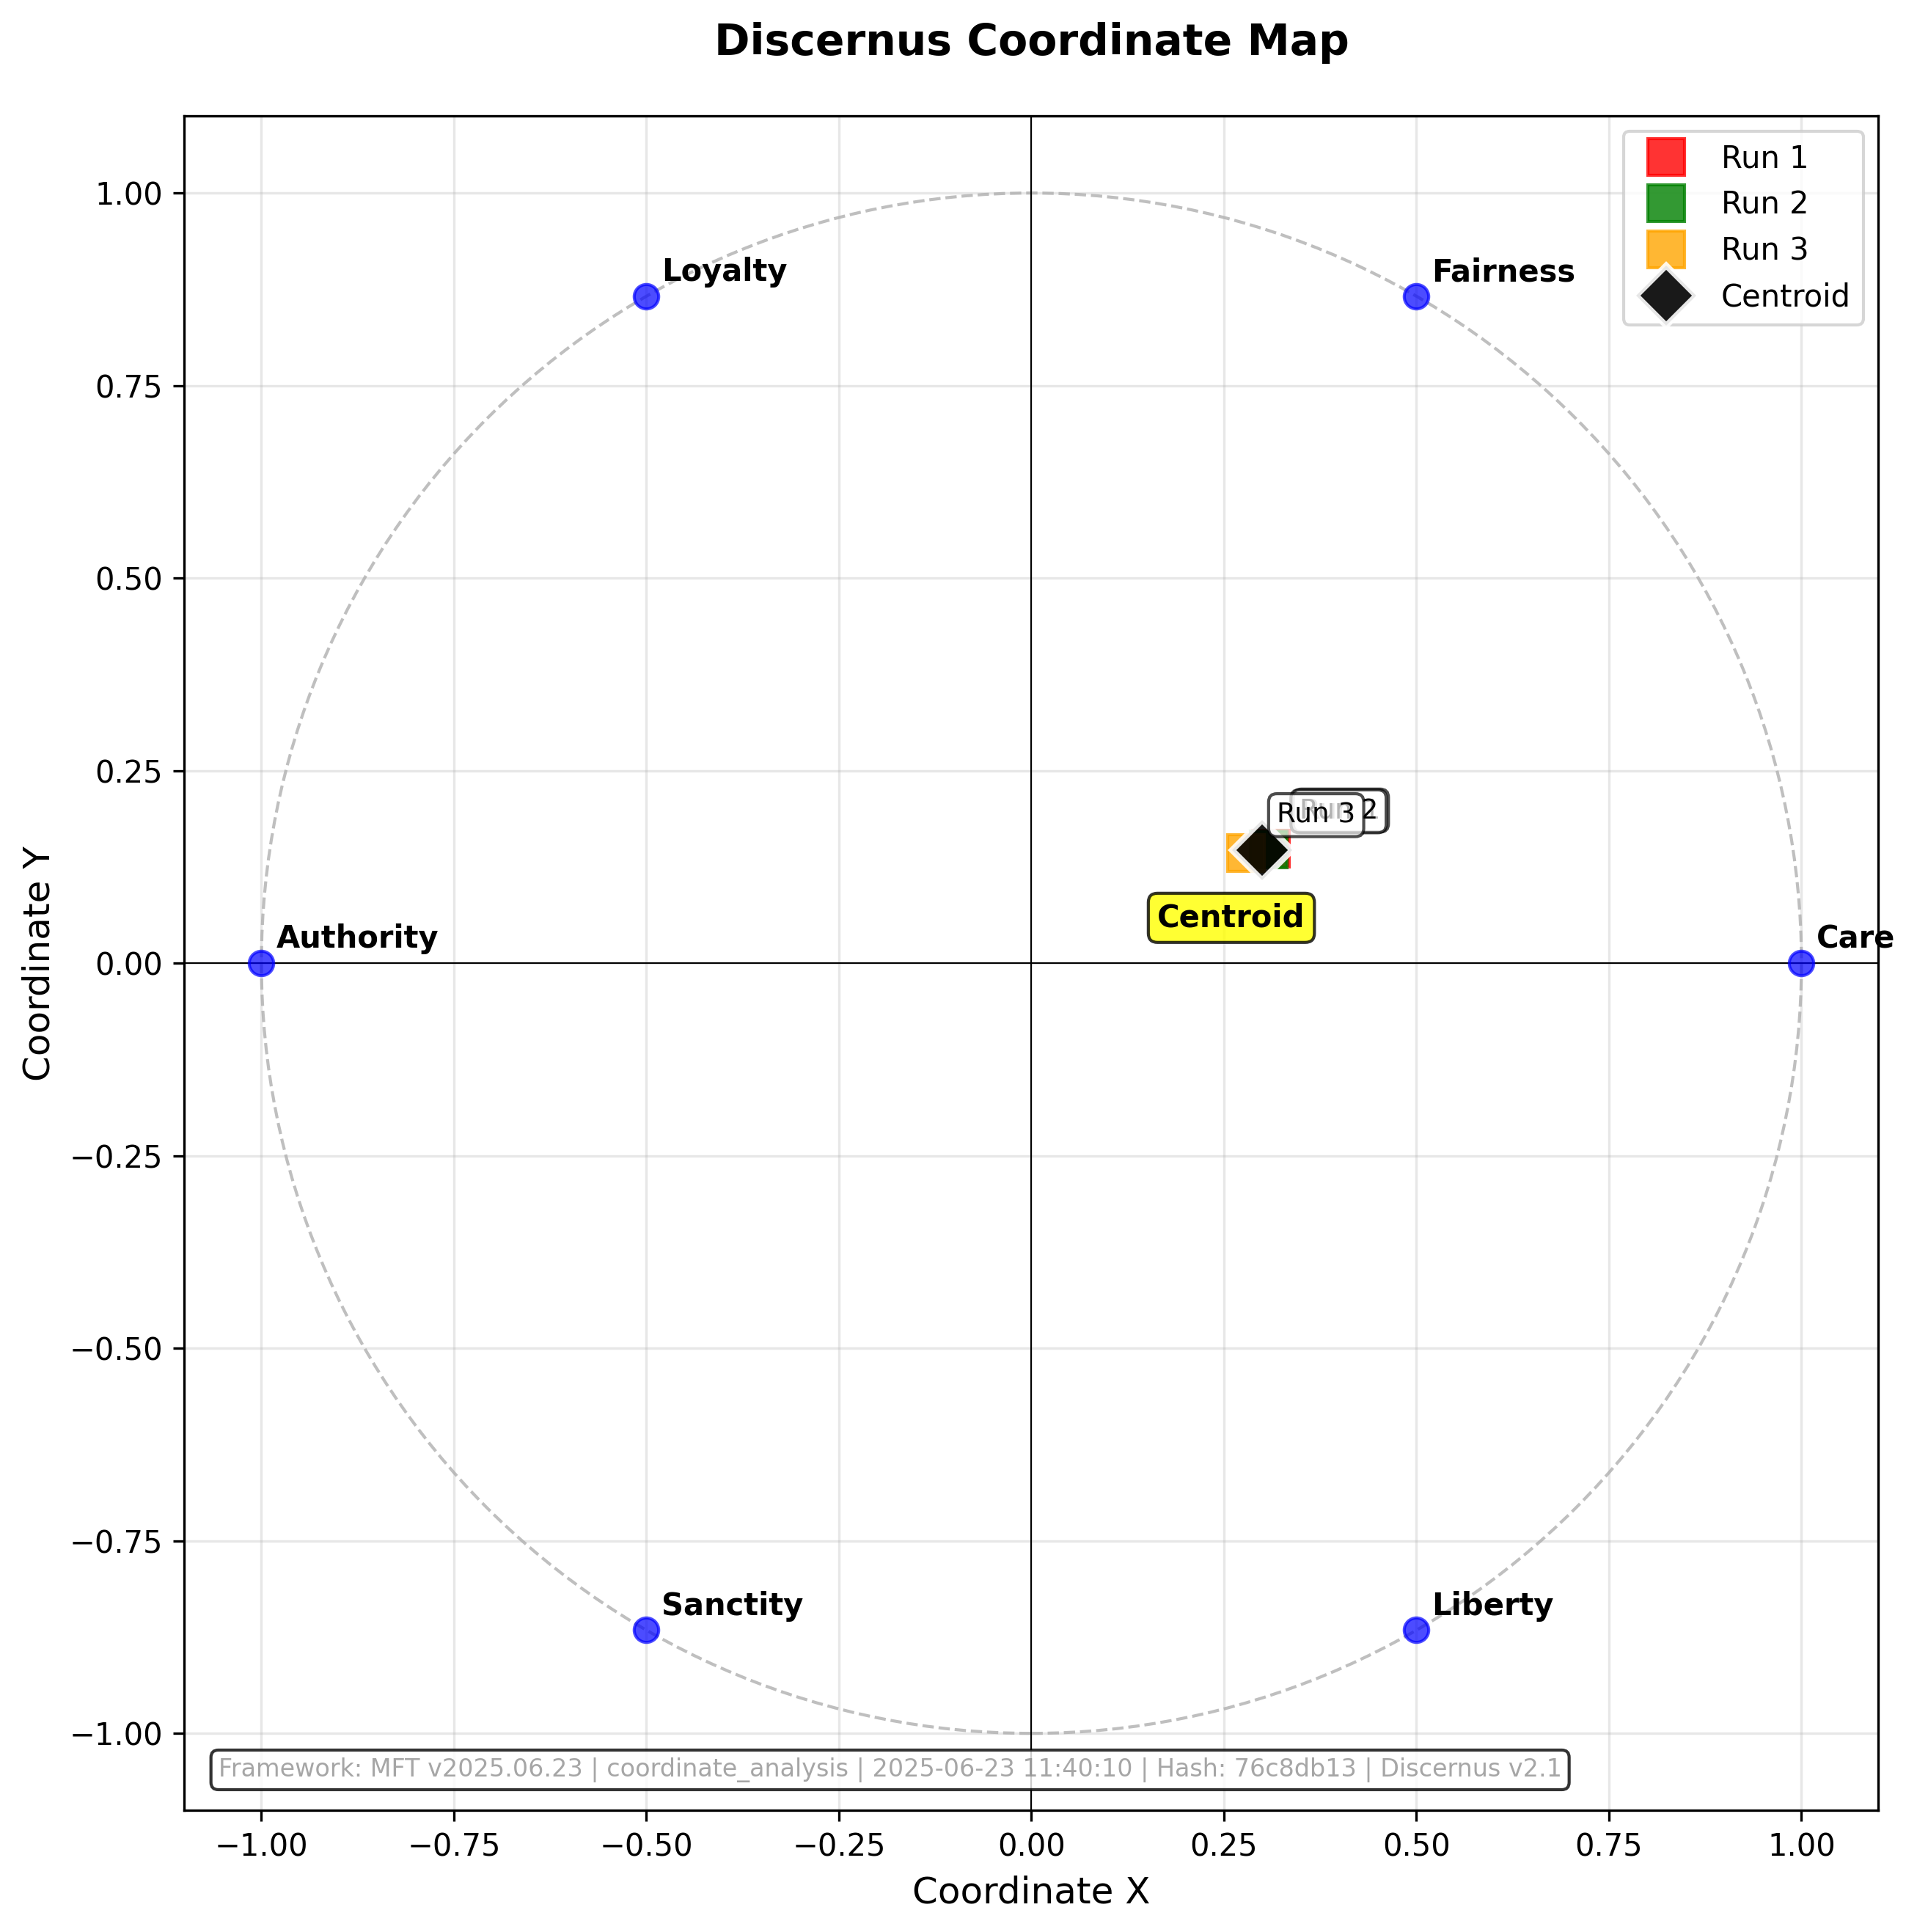 Discernus Coordinate Map
Run 1
Run 2
Run 3
Centroid
1.00
0.75
0.50
0.25
0.00
−0.25
−0.50
−0.75
−1.00
Coordinate Y
Loyalty
Fairness
Run 3
2
Centroid
Authority
Care
Sanctity
Liberty
Framework: MFT v2025.06.23 | coordinate_analysis | 2025-06-23 11:40:10 | Hash: 76c8db13 | Discernus v2.1
−1.00
−0.75
−0.50
−0.25
0.00
0.25
0.50
0.75
1.00
Coordinate X